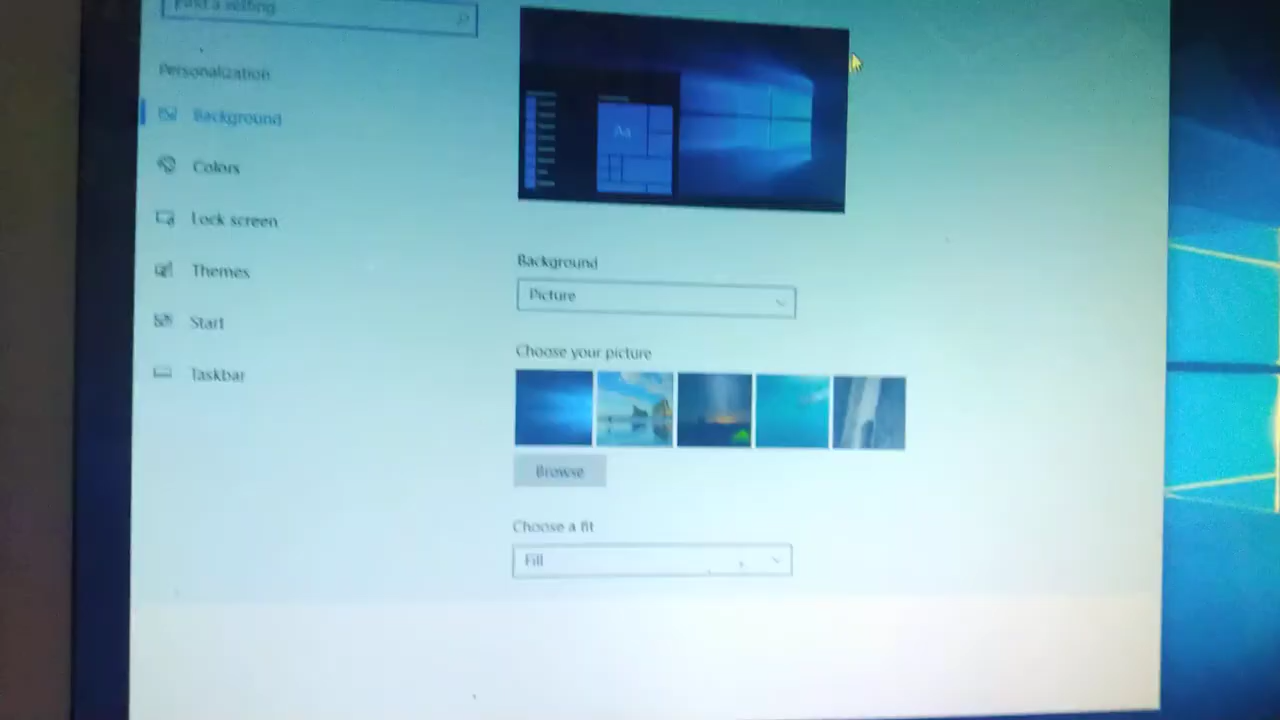 Find a setting
Personalization
Background
Colors
Lock screen
Themes
Start
Taskbar
Aa
Background
Picture
Choose your picture
Browse
Choose a fit
Fill